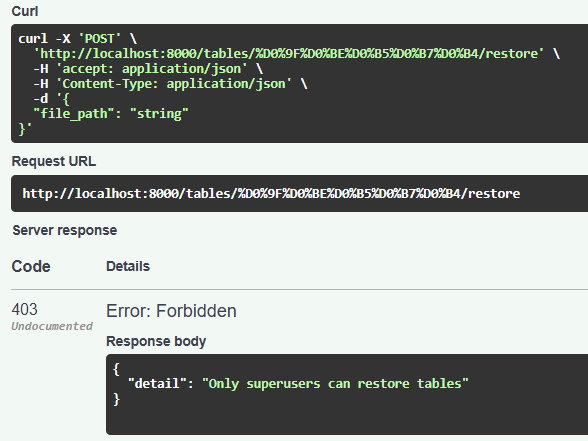 Curl
curl -X 'POST' \
'http://localhost:8000/tables/%D0%9F%D0%BE%D0%B5%D0%B7%D0%B4/restore' \
-H 'accept: application/json' \
-H 'Content-Type: application/json' \
-d '{
"file_path": "string"
}'
Request URL
http://localhost:8000/tables/%D0%9F%D0%BE%D0%B5%D0%B7%D0%B4/restore
Server response
Code Details
403 Error: Forbidden
Undocumented
Response body
{
"detail": "Only superusers can restore tables"
}